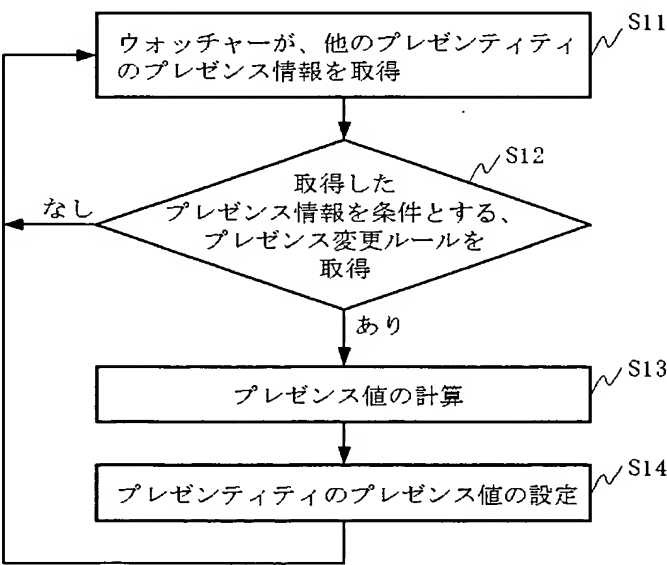 S11
ウォッチャーが、他のプレゼンティティ
のプレゼンス情報を取得
S12
取得した
プレゼンス情報を条件とする、
プレゼンス変更ルールを
取得
なし
あり
S13
プレゼンス値の計算
S14
プレゼンティティのプレゼンス値の設定